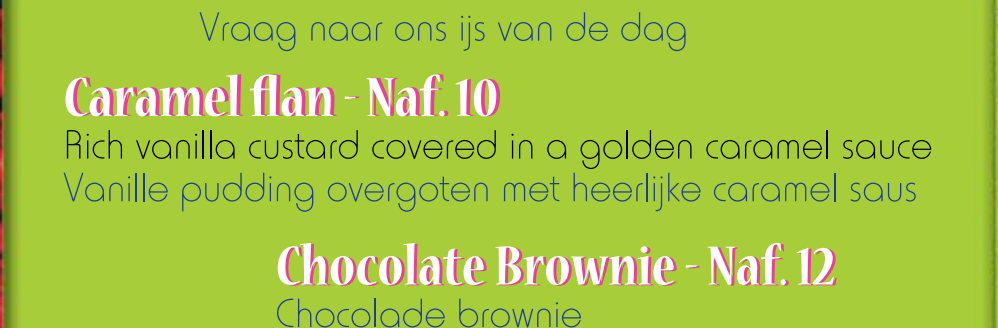 Vraag naar ons ijs van de dag
Caramel flan - Naf. 10
Rich vanilla custard covered in a golden caramel sauce
Vanille pudding overgoten met heerlijke caramel saus
Chocolate Brownie - Naf. 12
Chocolade brownie